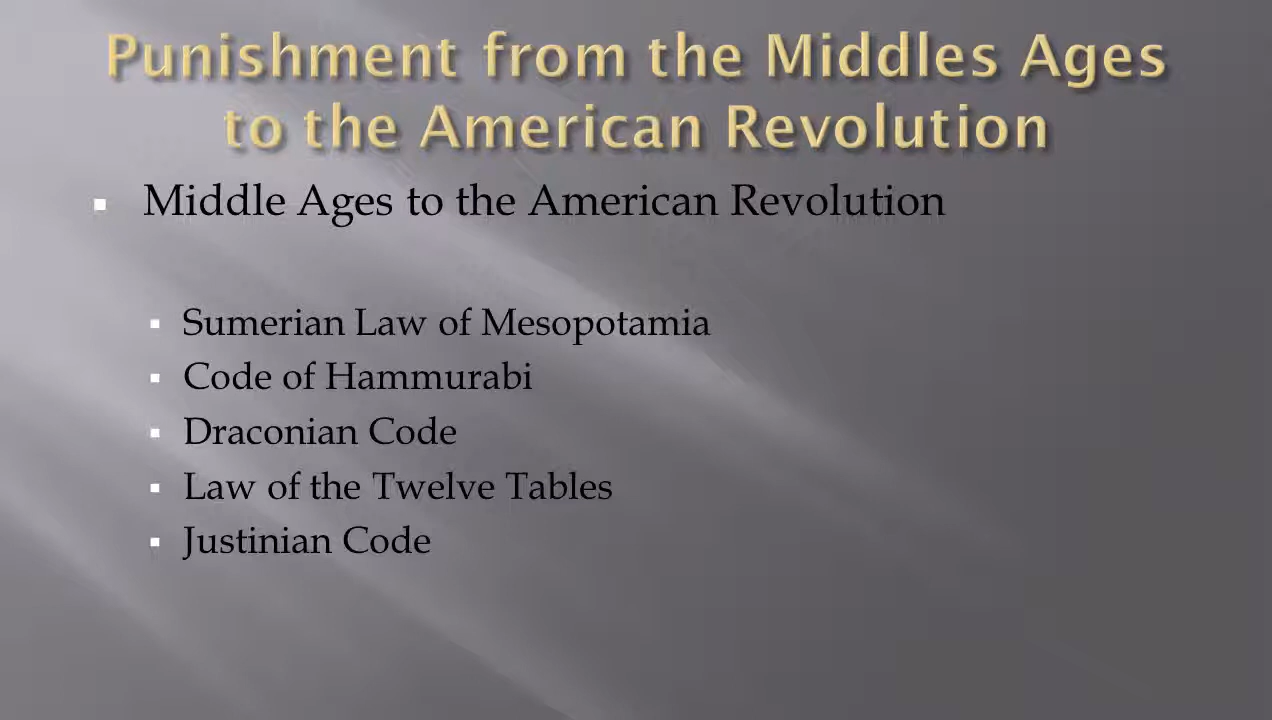 Punishment from the Middles Ages
to the American Revolution
Middle Ages to the American Revolution
Sumerian Law of Mesopotamia
Code of Hammurabi
Draconian Code
Law of the Twelve Tables
Justinian Code